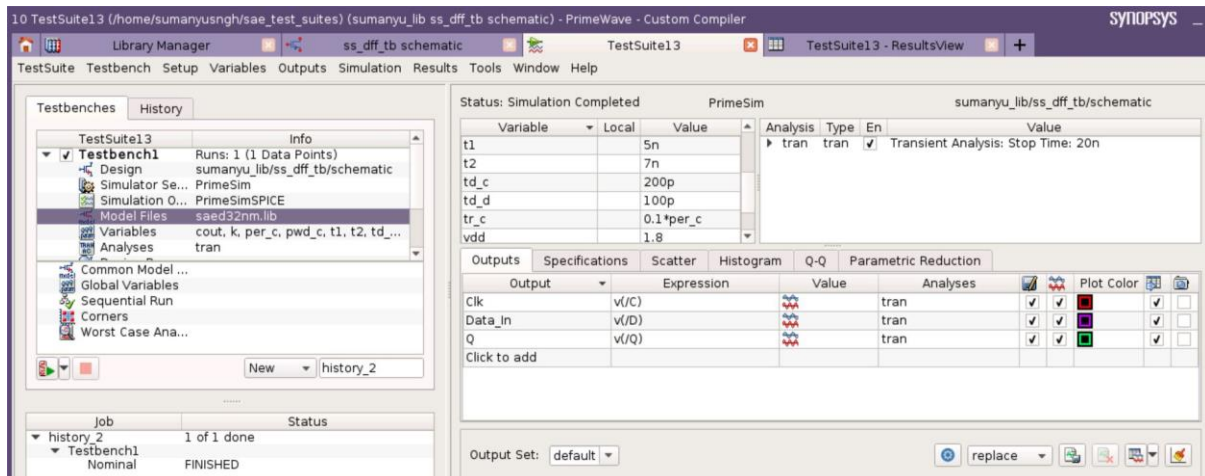 10 TestSuite13 (/home/sumanyusngh/sae_test_suites) (sumanyu_lib ss_dff_tb schematic) - PrimeWave - Custom Compiler
SYNOPSYS
Library Manager
ss_dff_tb schematic
TestSuite13
TestSuite13 - ResultsView
TestSuite Testbench Setup Variables Outputs Simulation Results Tools Window Help
Testbenches History
TestSuite13 Info
Testbench1 Runs: 1 (1 Data Points)
Design sumanyu_lib/ss_dff_tb/schematic
Simulator Se... PrimeSim
Simulation O... PrimeSimSPICE
Model Files saed32nm.lib
Variables cout, k, per_c, pwd_c, t1, t2, td_...
Analyses tran
Common Model ...
Global Variables
Sequential Run
Corners
Worst Case Ana...
New history_2
Job Status
history_2 1 of 1 done
Testbench1
Nominal FINISHED
Status: Simulation Completed PrimeSim sumanyu_lib/ss_dff_tb/schematic
Variable Local Value
t1 5n
t2 7n
td_c 200p
td_d 100p
tr_c 0.1*per_c
vdd 1.8
Analysis Type En Value
tran tran Transient Analysis: Stop Time: 20n
Outputs Specifications Scatter Histogram Q-Q Parametric Reduction
Output Expression Value Analyses Plot Color
Clk v(/C) tran
Data_In v(/D) tran
Q v(/Q) tran
Click to add
Output Set: default replace